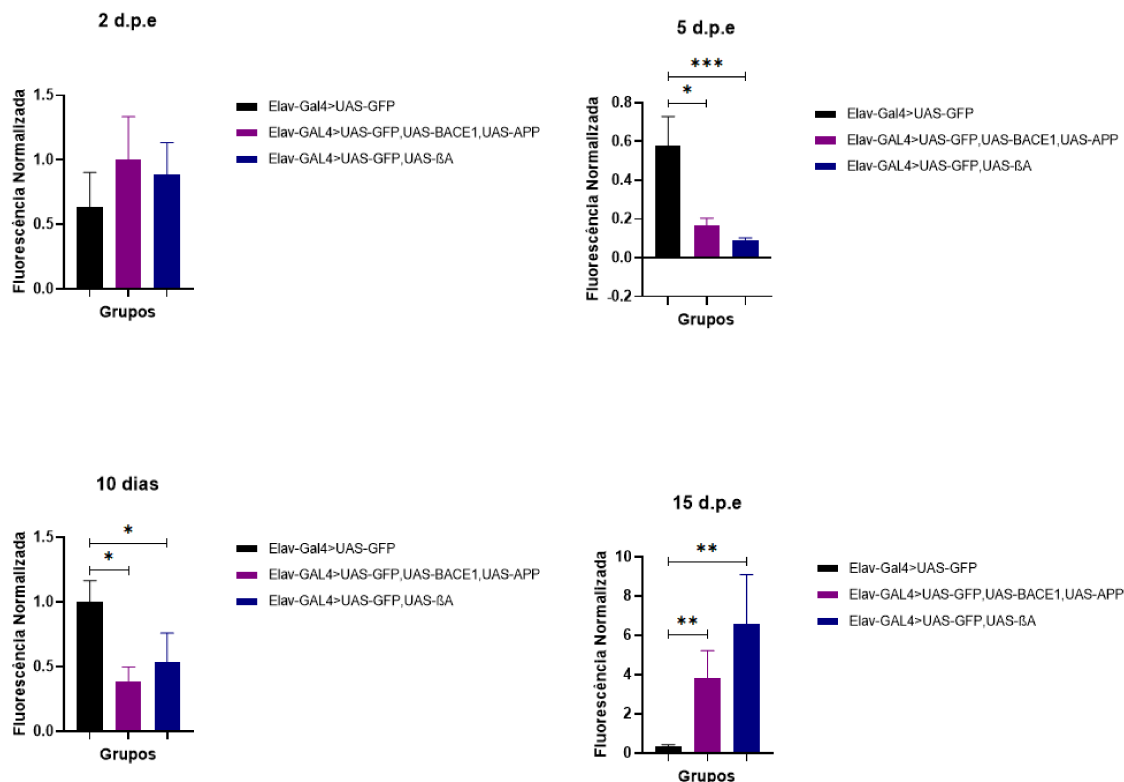 2 d.p.e
Fluorescência Normalizada
1.5
1.0
0.5
0.0
Grupos
Elav-Gal4>UAS-GFP
Elav-GAL4>UAS-GFP,UAS-BACE1,UAS-APP
Elav-GAL4>UAS-GFP,UAS-ßA
5 d.p.e
Fluorescência Normalizada
0.8
0.6
0.4
0.2
0.0
-0.2
***
*
Grupos
Elav-Gal4>UAS-GFP
Elav-GAL4>UAS-GFP,UAS-BACE1,UAS-APP
Elav-GAL4>UAS-GFP,UAS-ßA
10 dias
Fluorescência Normalizada
1.5
1.0
0.5
0.0
*
*
Grupos
Elav-Gal4>UAS-GFP
Elav-GAL4>UAS-GFP,UAS-BACE1,UAS-APP
Elav-GAL4>UAS-GFP,UAS-ßA
15 d.p.e
Fluorescência Normalizada
10
8
6
4
2
0
**
**
Grupos
Elav-Gal4>UAS-GFP
Elav-GAL4>UAS-GFP,UAS-BACE1,UAS-APP
Elav-GAL4>UAS-GFP,UAS-ßA